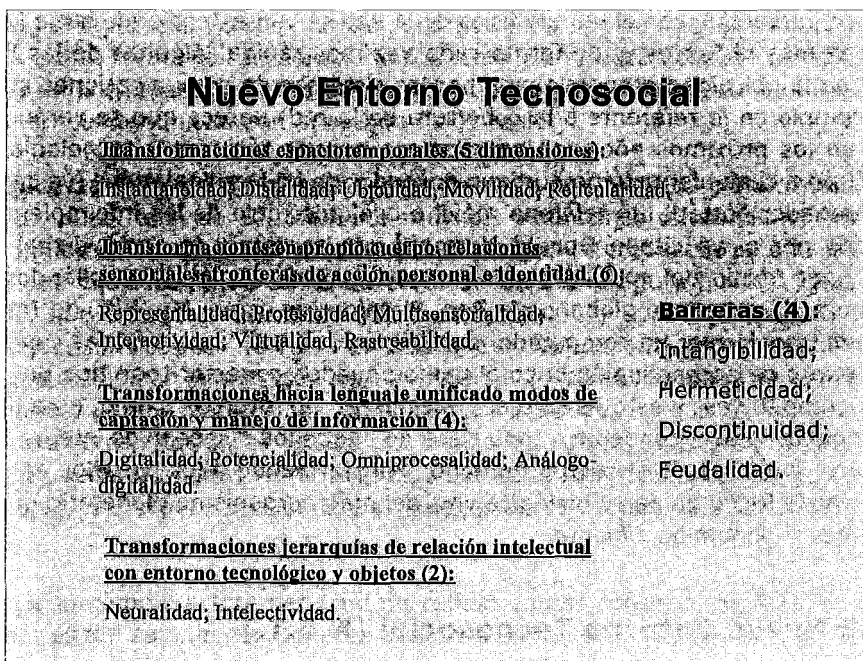 Nuevo Entorno Tecnosocial
Transformaciones espaciotemporales (5 dimensiones):
Instantaneidad; Distalidad; Ubicuidad; Movilidad; Reticularidad;
Transformaciones en propio cuerpo, relaciones
sensoriales, fronteras de acción personal e identidad (6):
Representalidad; Protesicidad; Multisensorialidad;
Interactividad; Virtualidad, Rastreabilidad.
Transformaciones hacia lenguaje unificado modos de
captación y manejo de información (4):
Digitalidad; Potencialidad; Omniprocesalidad; Análogo-
digitalidad.
Transformaciones jerarquías de relación intelectual
con entorno tecnológico y objetos (2):
Neuralidad; Intelectividad.
Barreras (4):
Intangibilidad;
Hermeticidad;
Discontinuidad;
Feudalidad.